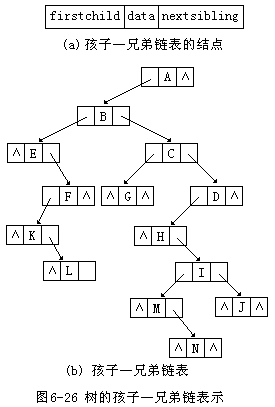 firstchild data nextsibling
(a) 孩子—兄弟链表的结点
A ∧
B
∧ E
C
F ∧
∧ G ∧
D ∧
∧ K
∧ H
∧ L
I
∧ M
∧ J ∧
∧ N ∧
(b) 孩子—兄弟链表
图6-26 树的孩子—兄弟链表示